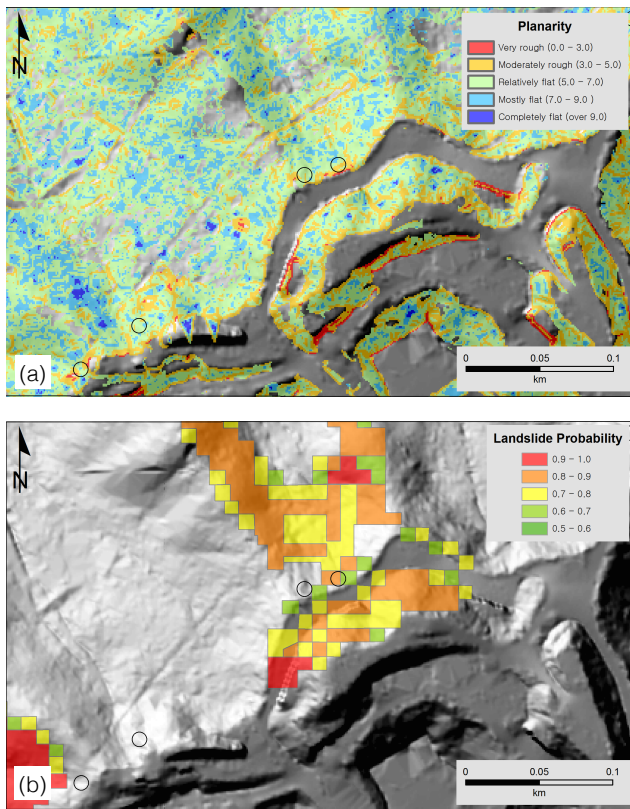 N
Planarity
Very rough (0.0 – 3.0)
Moderately rough (3.0 – 5.0)
Relatively flat (5.0 – 7.0)
Mostly flat (7.0 – 9.0 )
Completely flat (over 9.0)
(a)
0 0.05 0.1
km
N
Landslide Probability
0.9 – 1.0
0.8 – 0.9
0.7 – 0.8
0.6 – 0.7
0.5 – 0.6
(b)
0 0.05 0.1
km